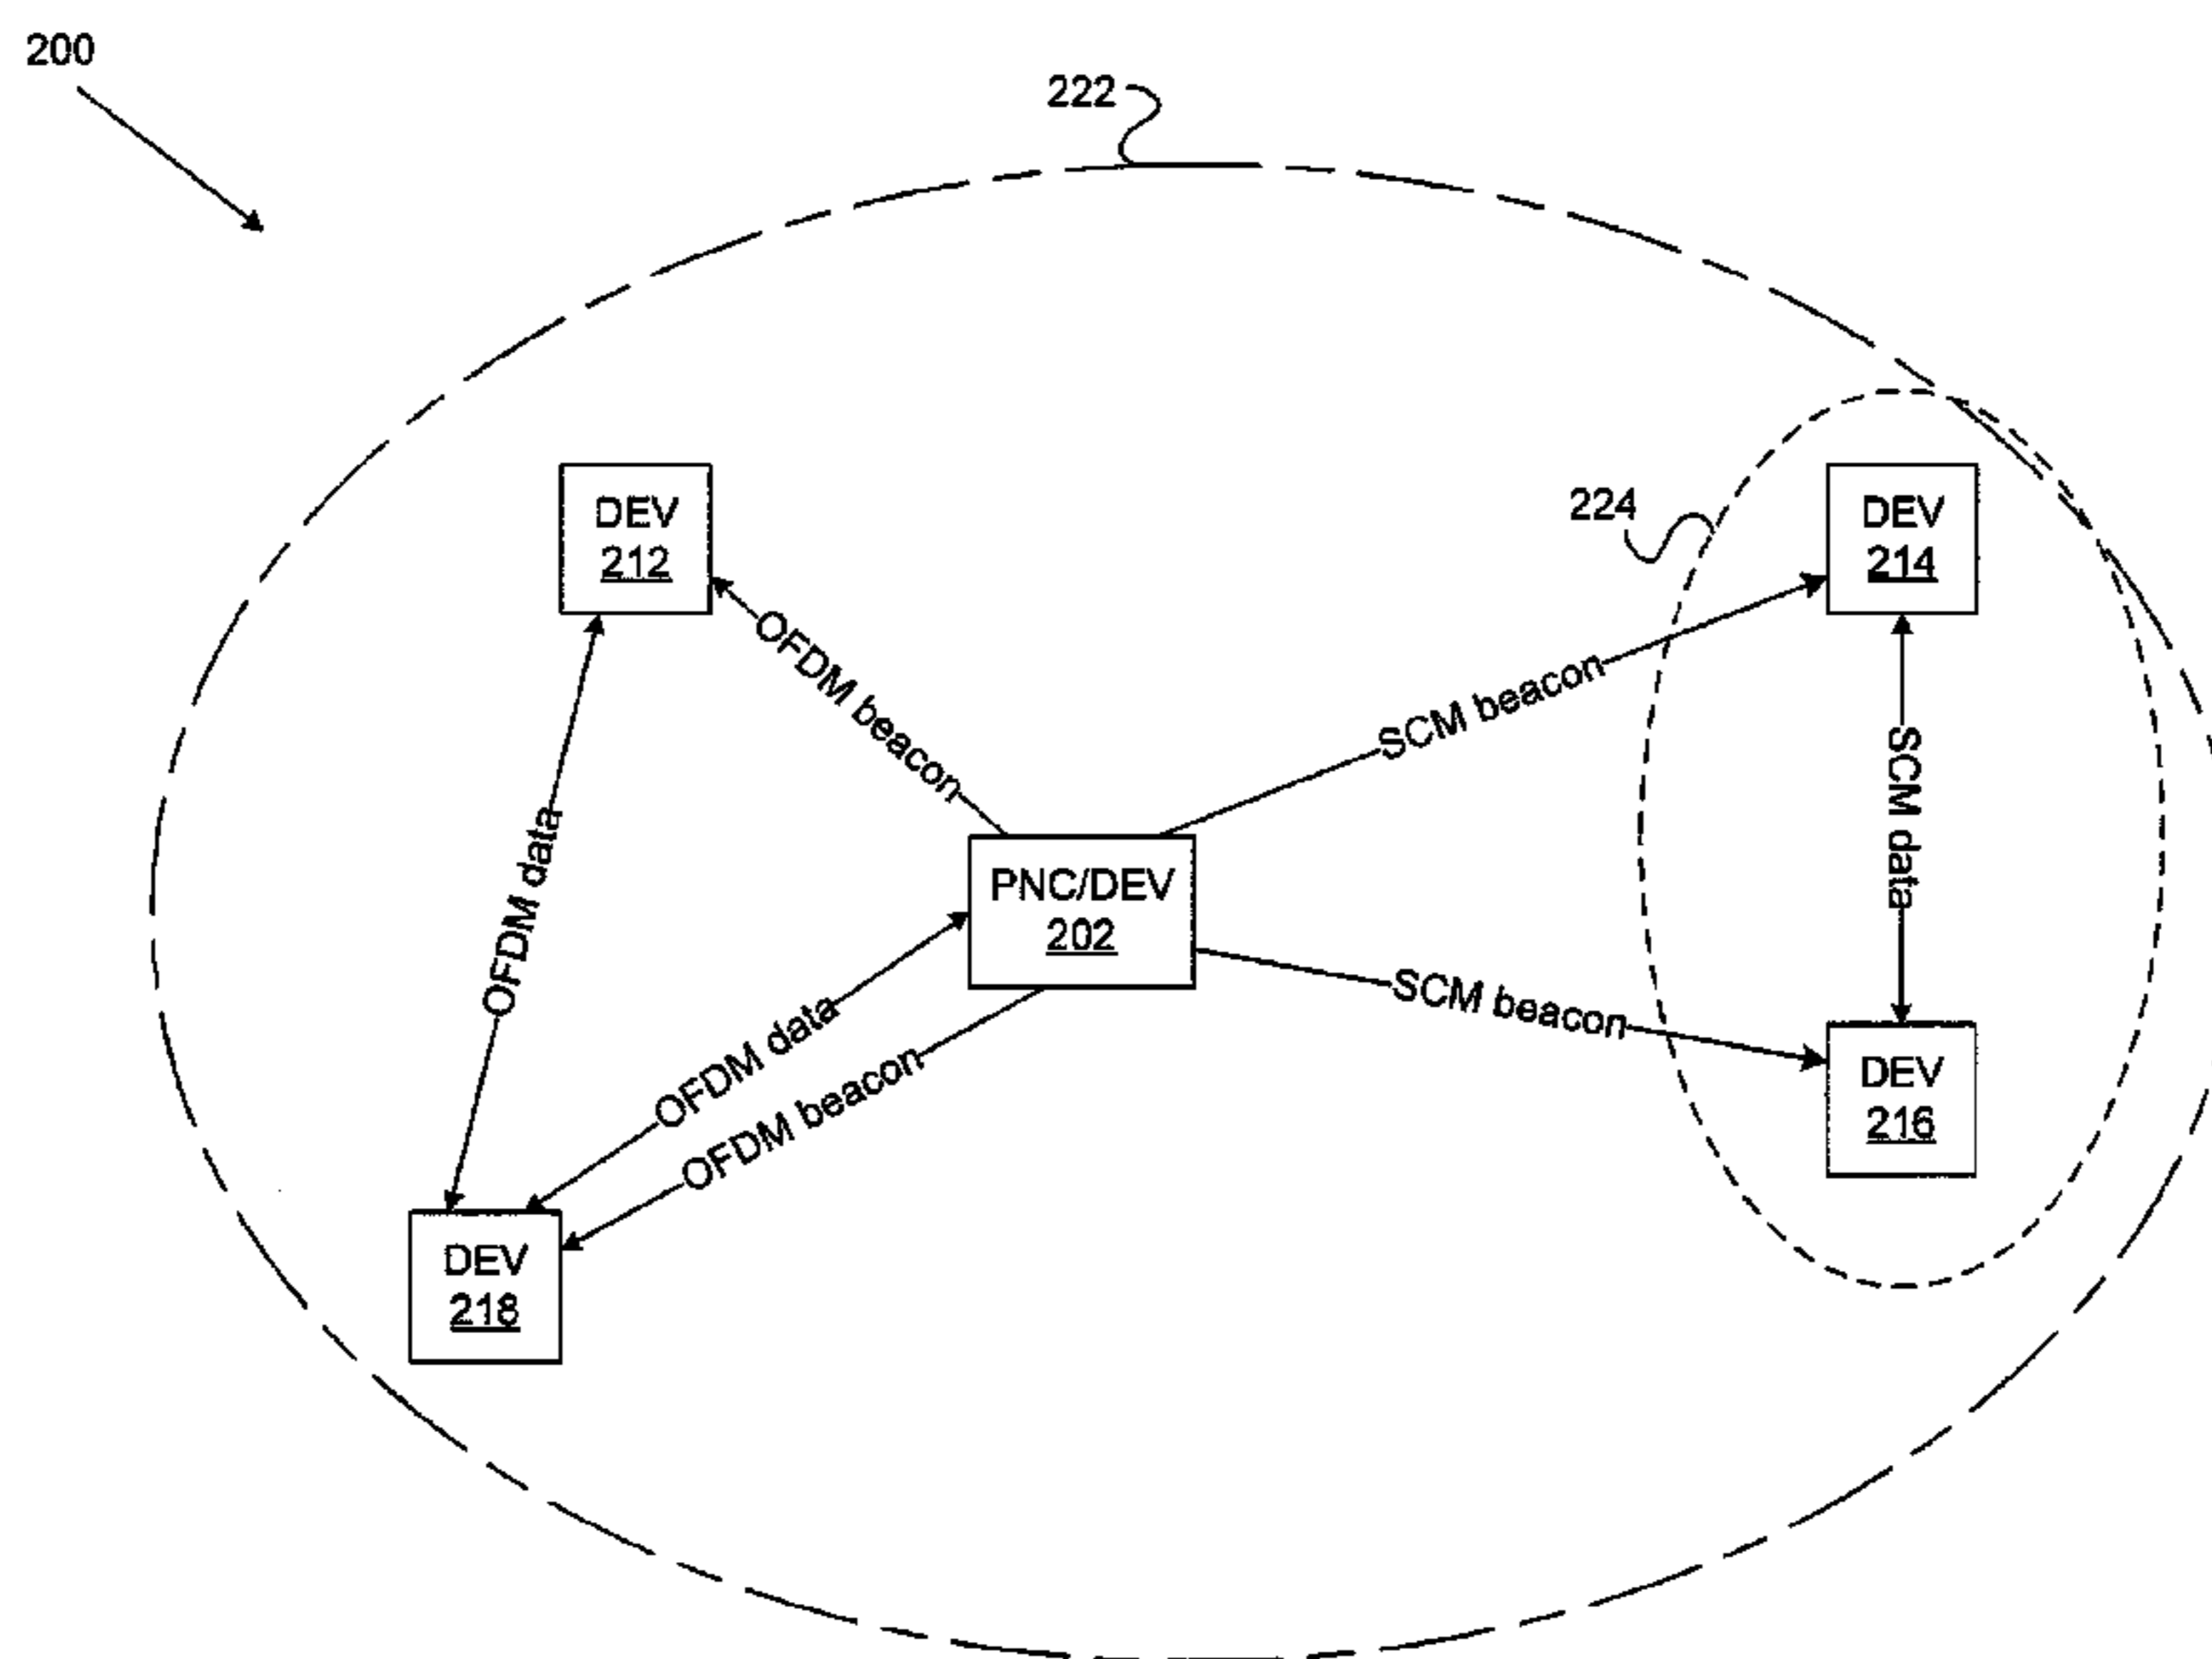 200
222
DEV
212
224
DEV
214
OFDM beacon
SCM beacon
SCM data
OFDM data
PNC/DEV
202
SCM beacon
OFDM data
OFDM beacon
DEV
216
DEV
218